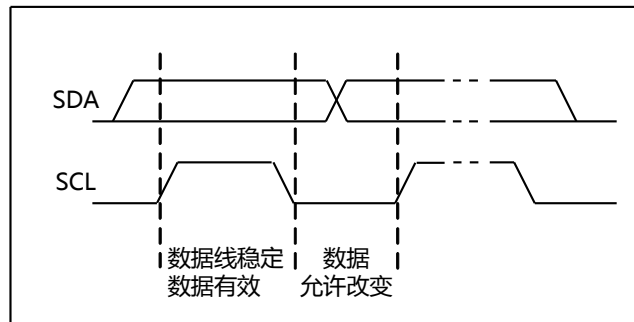 SDA
SCL
数据线稳定
数据有效
数据
允许改变